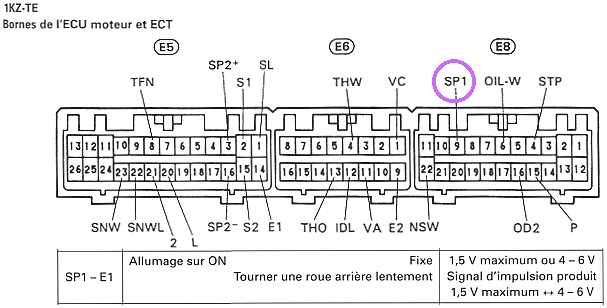 1KZ-TE
Bornes de l'ECU moteur et ECT
E5 E6 E8
TFN SP2+ S1 SL THW VC SP1 OIL-W STP
13 12 11 10 9 8 7 6 5 4 3 2 1 8 7 6 5 4 3 2 1 11 10 9 8 7 6 5 4 3 2 1
26 25 24 23 22 21 20 19 18 17 16 15 14 16 15 14 13 12 11 10 9 22 21 20 19 18 17 16 15 14 13 12
SNW SNWL 2 L SP2- S2 E1 THO IDL VA E2 NSW OD2 P
SP1 – E1
Allumage sur ON Fixe
Tourner une roue arrière lentement
1,5 V maximum ou 4 – 6 V
Signal d'impulsion produit
1,5 V maximum ↔ 4 – 6 V